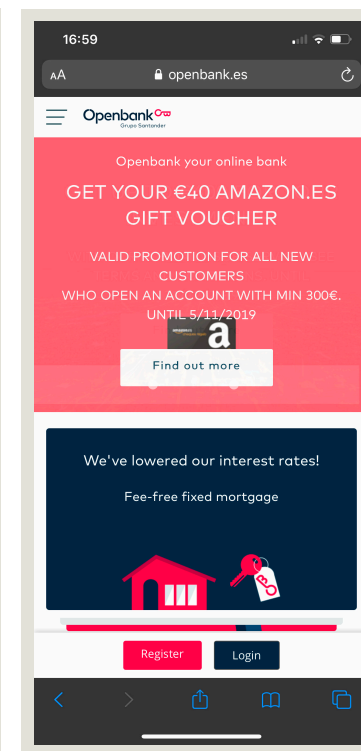 16:59
AA openbank.es
Openbank
Grupo Santander
Openbank your online bank
GET YOUR €40 AMAZON.ES
GIFT VOUCHER
VALID PROMOTION FOR ALL NEW
CUSTOMERS
WHO OPEN AN ACCOUNT WITH MIN 300€.
UNTIL 5/11/2019
a
Find out more
We've lowered our interest rates!
Fee-free fixed mortgage
Register Login